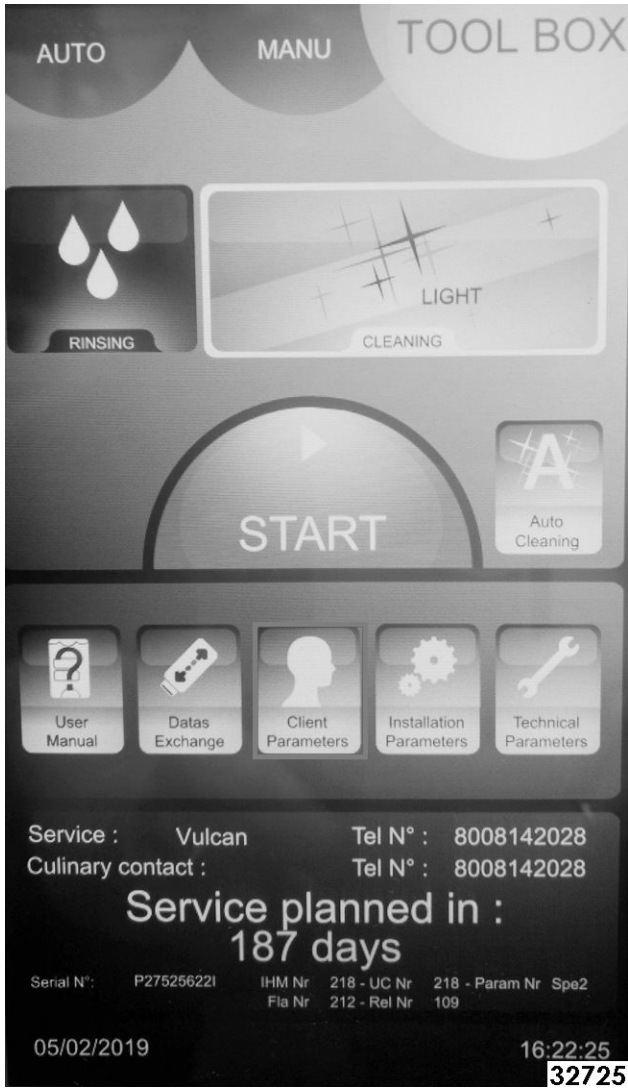 AUTO
MANU
TOOL BOX
RINSING
LIGHT
CLEANING
START
A
Auto
Cleaning
?
User
Manual
Datas
Exchange
Client
Parameters
Installation
Parameters
Technical
Parameters
Service : Vulcan Tel N° : 8008142028
Culinary contact : Tel N° : 8008142028
Service planned in :
187 days
Serial N°: P27525622I IHM Nr 218 - UC Nr 218 - Param Nr Spe2
Fla Nr 212 - Rel Nr 109
05/02/2019 16:22:25
32725